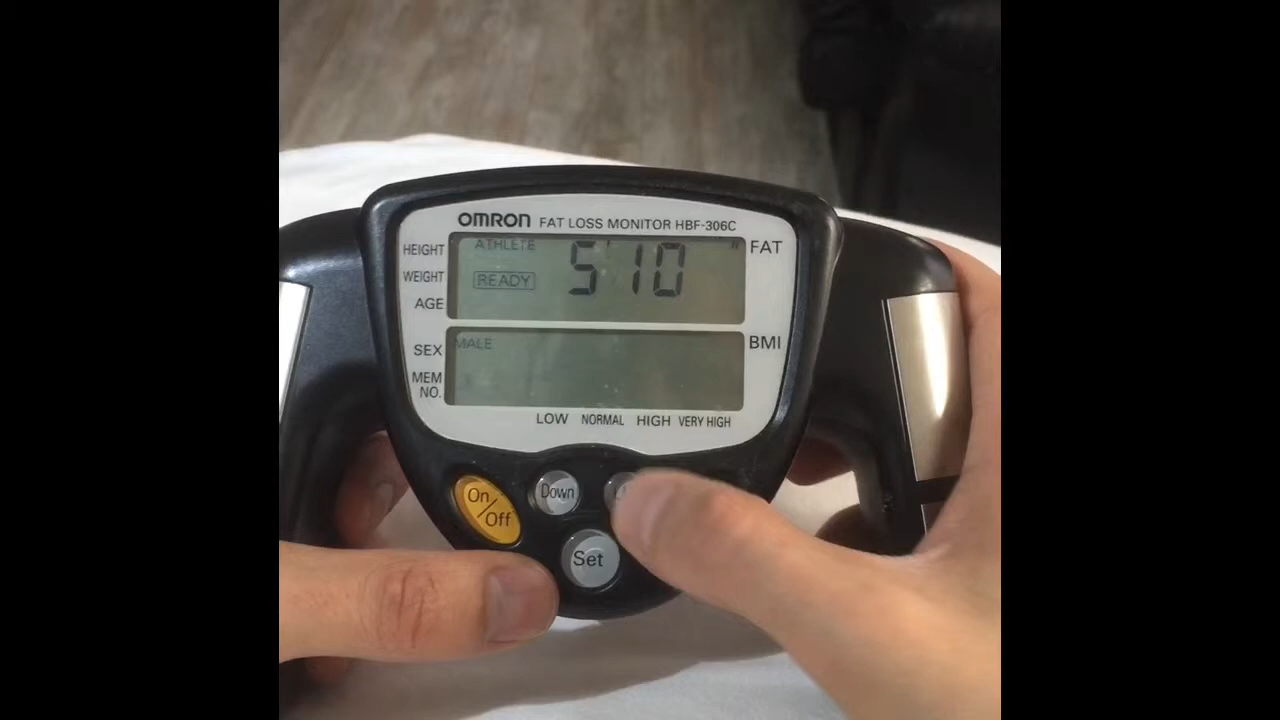 OMRON FAT LOSS MONITOR HBF-306C
HEIGHT ATHLETE 5'10" FAT
WEIGHT READY
AGE
SEX MALE BMI
MEM
NO.
LOW NORMAL HIGH VERY HIGH
On/Off Down
Set